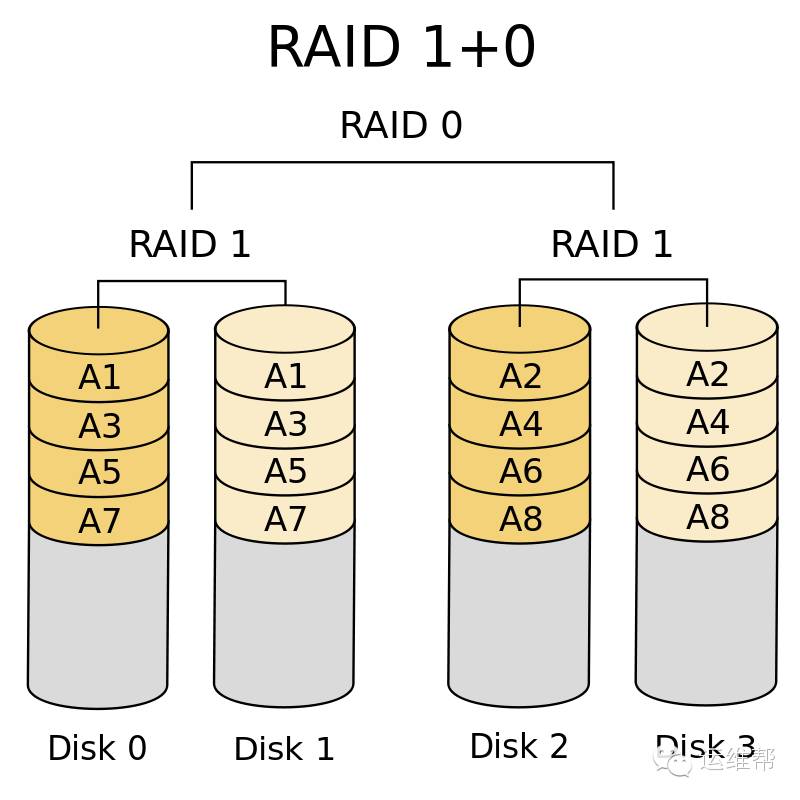 RAID 1+0
RAID 0
RAID 1 RAID 1
A1 A1 A2 A2
A3 A3 A4 A4
A5 A5 A6 A6
A7 A7 A8 A8
Disk 0 Disk 1 Disk 2 Disk 3
运维帮